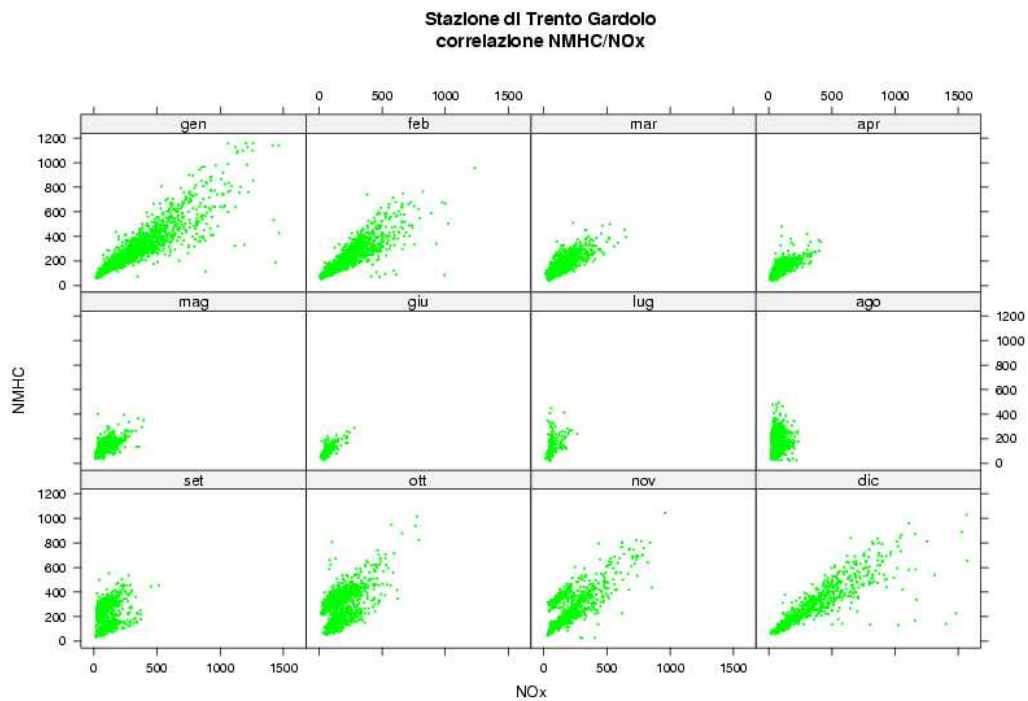 Stazione di Trento Gardolo
correlazione NMHC/NOx
0 500 1000 1500 0 500 1000 1500
gen feb mar apr
1200
1000
800
600
400
200
0
mag giu lug ago
1200
1000
800
600
400
200
0
NMHC
set ott nov dic
1200
1000
800
600
400
200
0
0 500 1000 1500 0 500 1000 1500
NOx